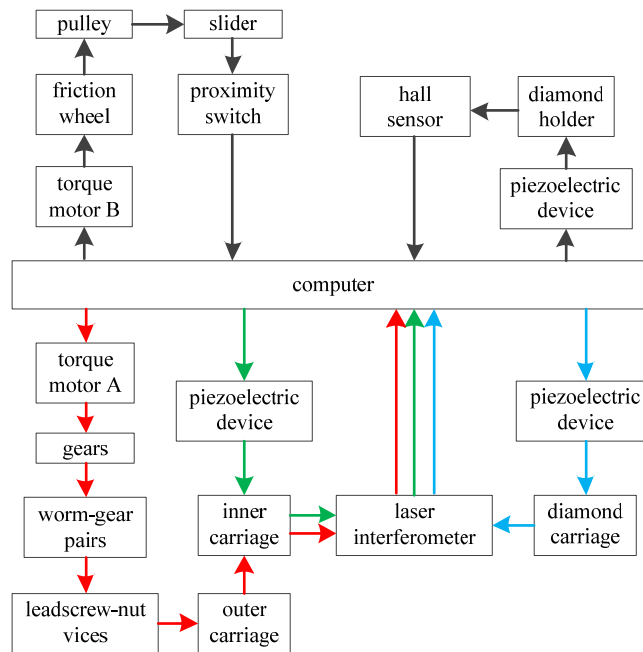 pulley
slider
friction
wheel
proximity
switch
hall
sensor
diamond
holder
torque
motor B
piezoelectric
device
computer
torque
motor A
piezoelectric
device
piezoelectric
device
gears
worm-gear
pairs
inner
carriage
laser
interferometer
diamond
carriage
leadscrew-nut
vices
outer
carriage